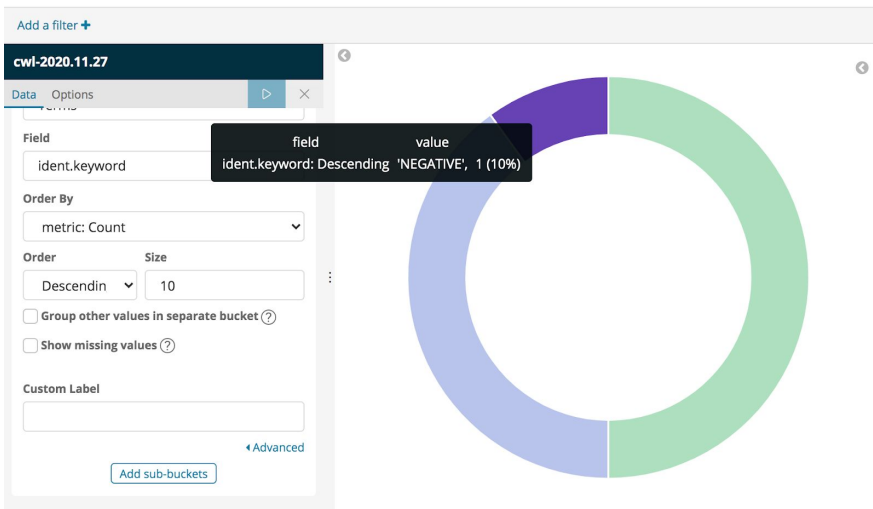 Add a filter +
cwl-2020.11.27
Data Options
Field
ident.keyword
field value
ident.keyword: Descending 'NEGATIVE', 1 (10%)
Order By
metric: Count
Order Size
Descendin 10
Group other values in separate bucket ?
Show missing values ?
Custom Label
Advanced
Add sub-buckets